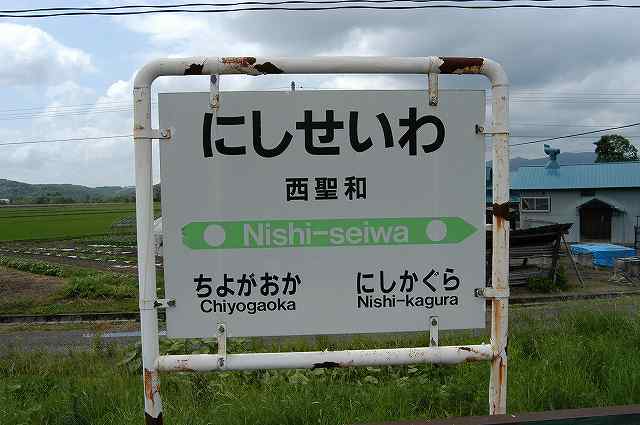 にしせいわ
西聖和
Nishi-seiwa
ちよがおか にしかぐら
Chiyogaoka Nishi-kagura